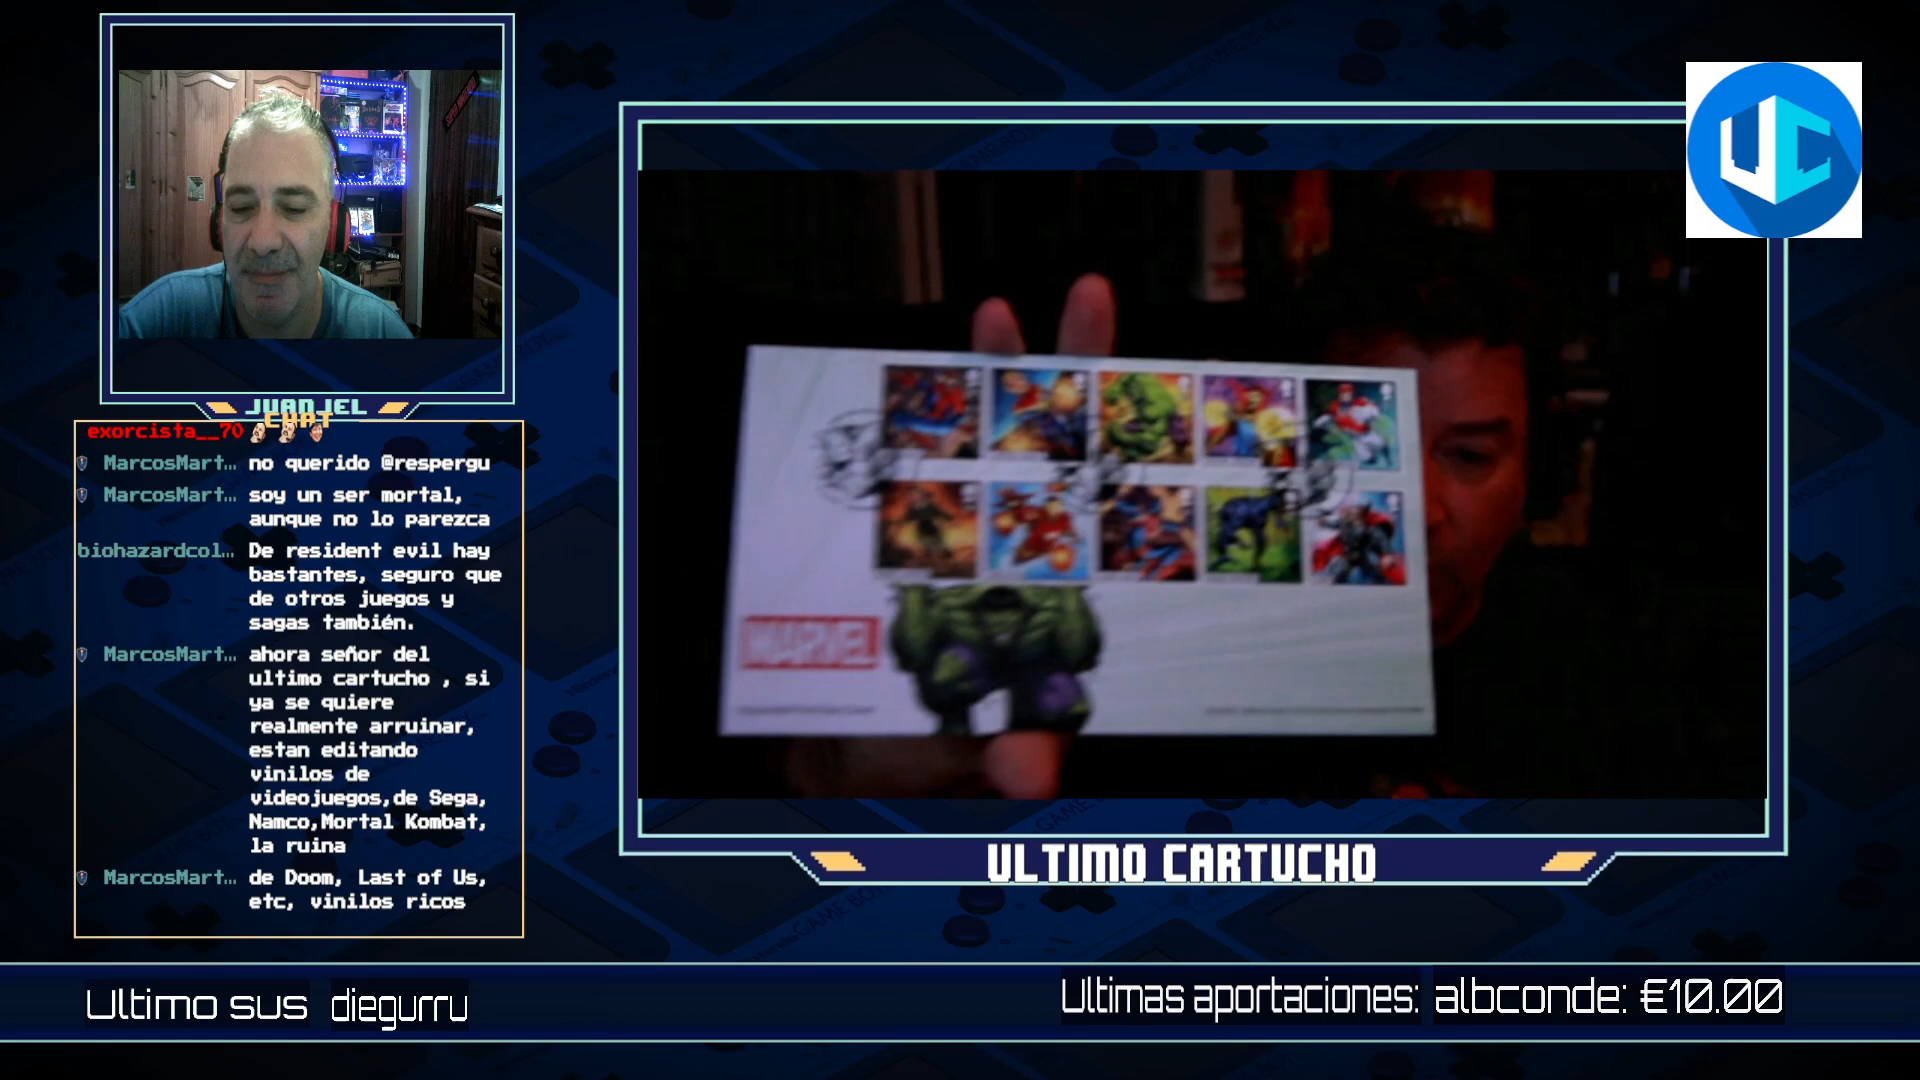 JUANJEL
CHAT
exorcista__70
MarcosMart… no querido @respergu
MarcosMart… soy un ser mortal,
aunque no lo parezca
biohazardcol… De resident evil hay
bastantes, seguro que
de otros juegos y
sagas también.
MarcosMart… ahora señor del
ultimo cartucho , si
ya se quiere
realmente arruinar,
estan editando
vinilos de
videojuegos,de Sega,
Namco,Mortal Kombat,
la ruina
MarcosMart… de Doom, Last of Us,
etc, vinilos ricos
UC
MARVEL
ULTIMO CARTUCHO
Ultimo sus diegurru
Ultimas aportaciones: albconde: €10.00